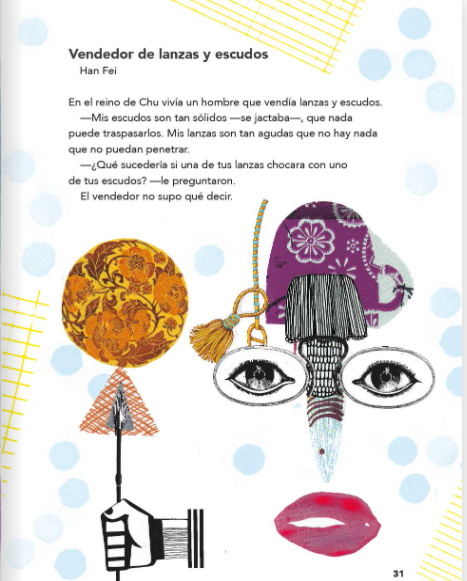 Vendedor de lanzas y escudos
Han Fei
En el reino de Chu vivía un hombre que vendía lanzas y escudos.
—Mis escudos son tan sólidos —se jactaba—, que nada
puede traspasarlos. Mis lanzas son tan agudas que no hay nada
que no puedan penetrar.
—¿Qué sucedería si una de tus lanzas chocara con uno
de tus escudos? —le preguntaron.
El vendedor no supo qué decir.
31